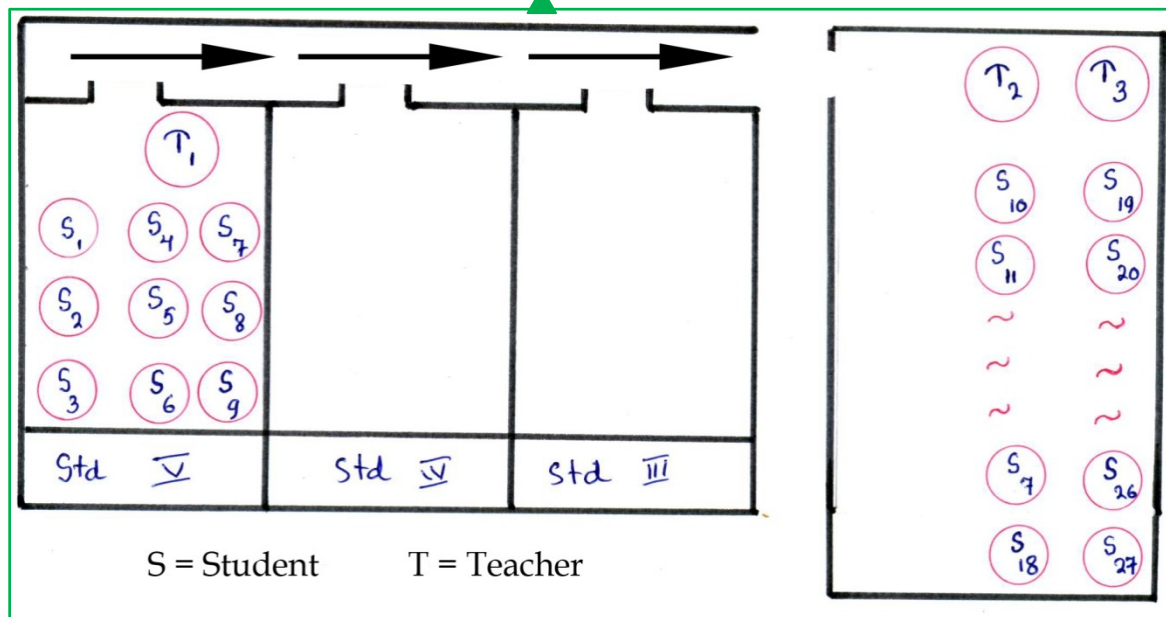 T1
S1 S4 S7
S2 S5 S8
S3 S6 S9
Std V Std IV Std III
T2 T3
S10 S19
S11 S20
~ ~
~ ~
~ ~
S7 S26
S18 S27
S = Student T = Teacher